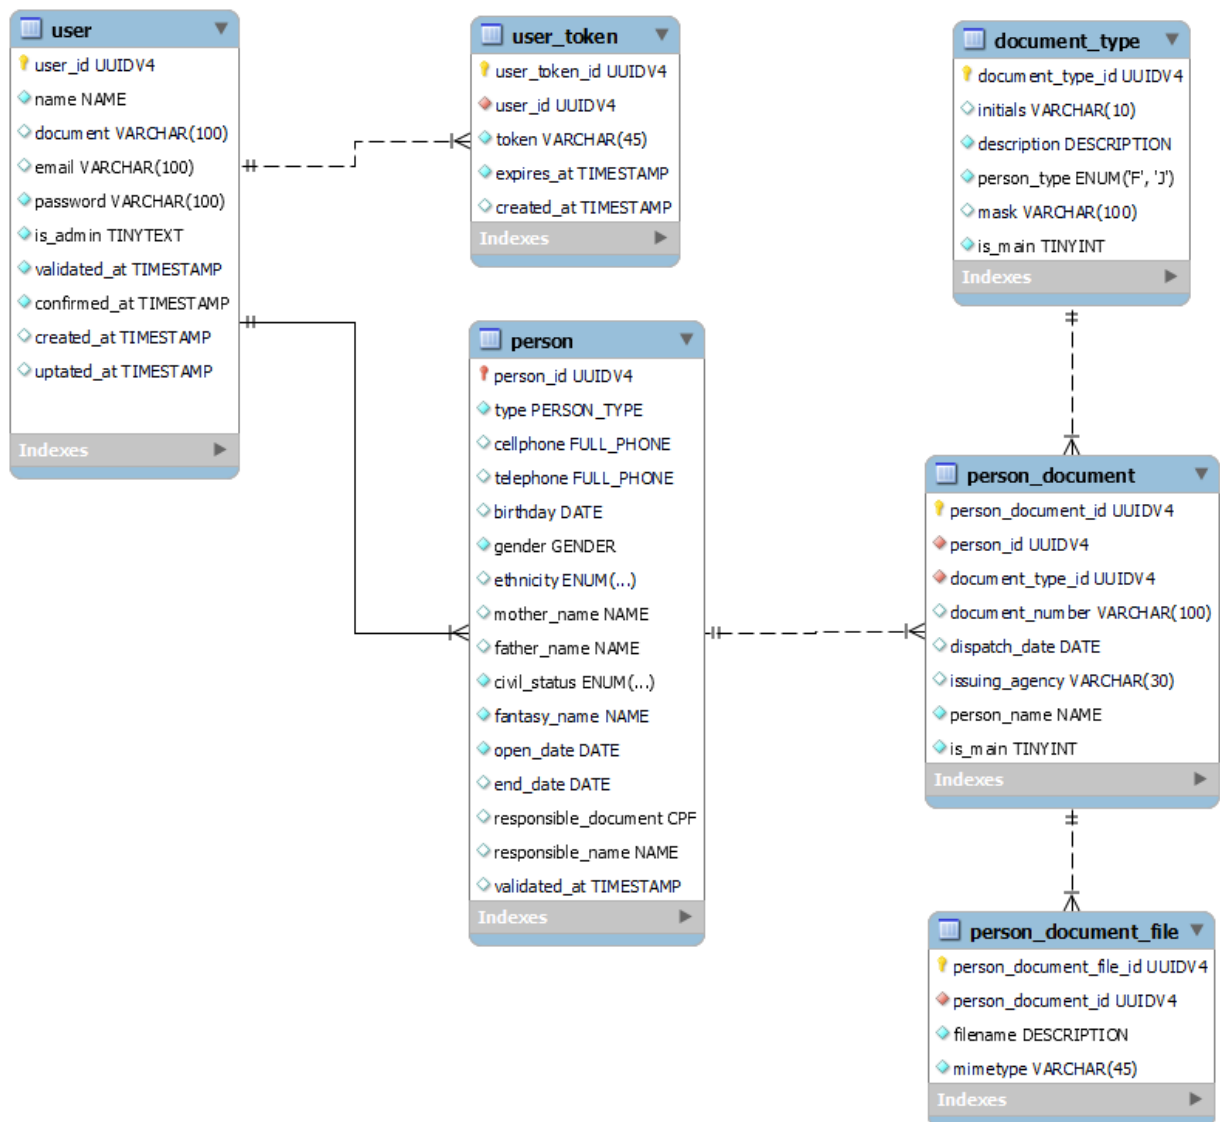 user
user_id UUIDV4
name NAME
document VARCHAR(100)
email VARCHAR(100)
password VARCHAR(100)
is_admin TINYTEXT
validated_at TIMESTAMP
confirmed_at TIMESTAMP
created_at TIMESTAMP
uptated_at TIMESTAMP
Indexes
user_token
user_token_id UUIDV4
user_id UUIDV4
token VARCHAR(45)
expires_at TIMESTAMP
created_at TIMESTAMP
Indexes
document_type
document_type_id UUIDV4
initials VARCHAR(10)
description DESCRIPTION
person_type ENUM('F', 'J')
mask VARCHAR(100)
is_main TINYINT
Indexes
person
person_id UUIDV4
type PERSON_TYPE
cellphone FULL_PHONE
telephone FULL_PHONE
birthday DATE
gender GENDER
ethnicity ENUM(...)
mother_name NAME
father_name NAME
civil_status ENUM(...)
fantasy_name NAME
open_date DATE
end_date DATE
responsible_document CPF
responsible_name NAME
validated_at TIMESTAMP
Indexes
person_document
person_document_id UUIDV4
person_id UUIDV4
document_type_id UUIDV4
document_number VARCHAR(100)
dispatch_date DATE
issuing_agency VARCHAR(30)
person_name NAME
is_main TINYINT
Indexes
person_document_file
person_document_file_id UUIDV4
person_document_id UUIDV4
filename DESCRIPTION
mimetype VARCHAR(45)
Indexes